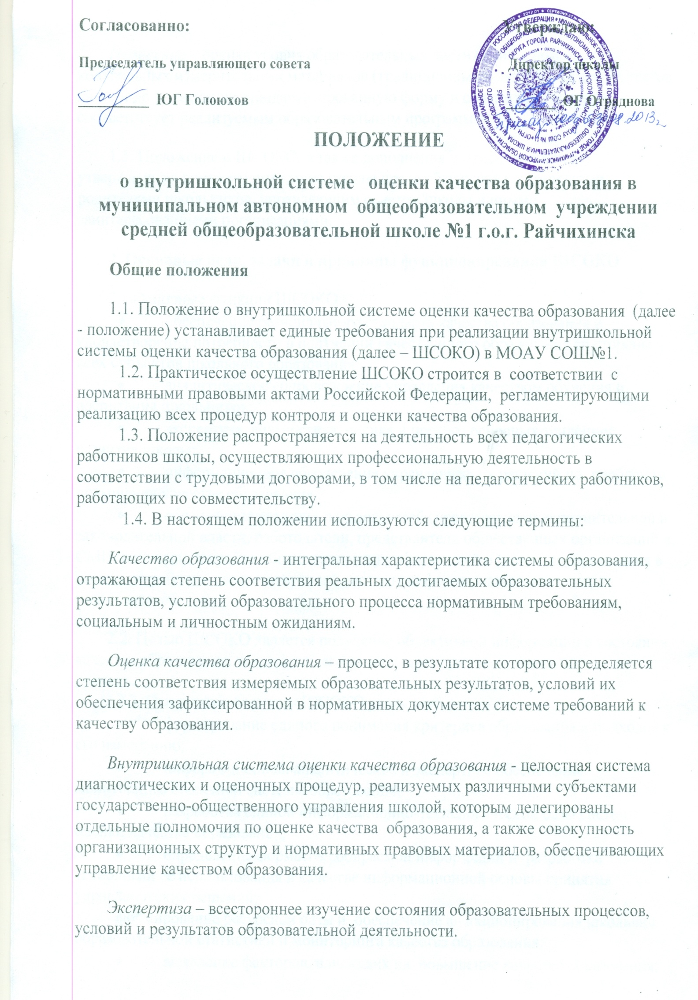 Согласованно: Утверждаю:
Председатель управляющего совета Директор школы
ЮГ Голоюхов ОГ Отряднова
08.2013г
ПОЛОЖЕНИЕ
о внутришкольной системе оценки качества образования в
муниципальном автономном общеобразовательном учреждении
средней общеобразовательной школе №1 г.о.г. Райчихинска
Общие положения
1.1. Положение о внутришкольной системе оценки качества образования (далее
- положение) устанавливает единые требования при реализации внутришкольной
системы оценки качества образования (далее – ШСОКО) в МОАУ СОШ№1.
1.2. Практическое осуществление ШСОКО строится в соответствии с
нормативными правовыми актами Российской Федерации, регламентирующими
реализацию всех процедур контроля и оценки качества образования.
1.3. Положение распространяется на деятельность всех педагогических
работников школы, осуществляющих профессиональную деятельность в
соответствии с трудовыми договорами, в том числе на педагогических работников,
работающих по совместительству.
1.4. В настоящем положении используются следующие термины:
Качество образования - интегральная характеристика системы образования,
отражающая степень соответствия реальных достигаемых образовательных
результатов, условий образовательного процесса нормативным требованиям,
социальным и личностным ожиданиям.
Оценка качества образования – процесс, в результате которого определяется
степень соответствия измеряемых образовательных результатов, условий их
обеспечения зафиксированной в нормативных документах системе требований к
качеству образования.
Внутришкольная система оценки качества образования - целостная система
диагностических и оценочных процедур, реализуемых различными субъектами
государственно-общественного управления школой, которым делегированы
отдельные полномочия по оценке качества образования, а также совокупность
организационных структур и нормативных правовых материалов, обеспечивающих
управление качеством образования.
Экспертиза – всестороннее изучение состояния образовательных процессов,
условий и результатов образовательной деятельности.